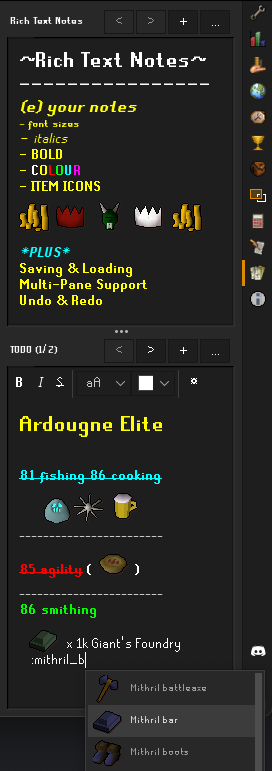 Rich Text Notes < > + ...
~Rich Text Notes~
----------------
(e) your notes
- font sizes
- italics
- BOLD
- COLOUR
- ITEM ICONS
*PLUS*
Saving & Loading
Multi-Pane Support
Undo & Redo
TODO (1/2) < > + ...
B I S aA
Ardougne Elite
81 fishing 86 cooking
-----------------------
85 agility ( )
-----------------------
86 smithing
x 1k Giant's Foundry
:mithril_b
Mithril battleaxe
Mithril bar
Mithril boots